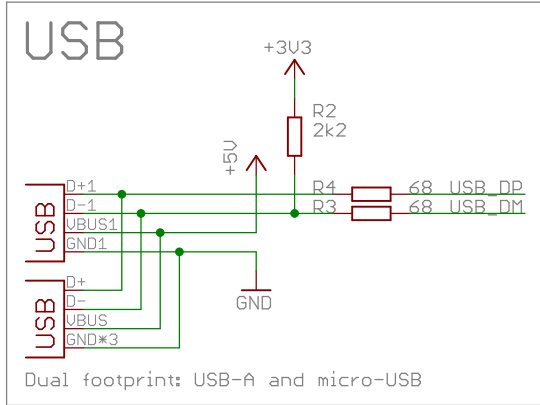 USB
+3V3
R2
2k2
+5V
D+1
R4
68
USB_DP
D-1
R3
68
USB_DM
VBUS1
GND1
USB
D+
D-
VBUS
GND*3
USB
GND
Dual footprint: USB-A and micro-USB